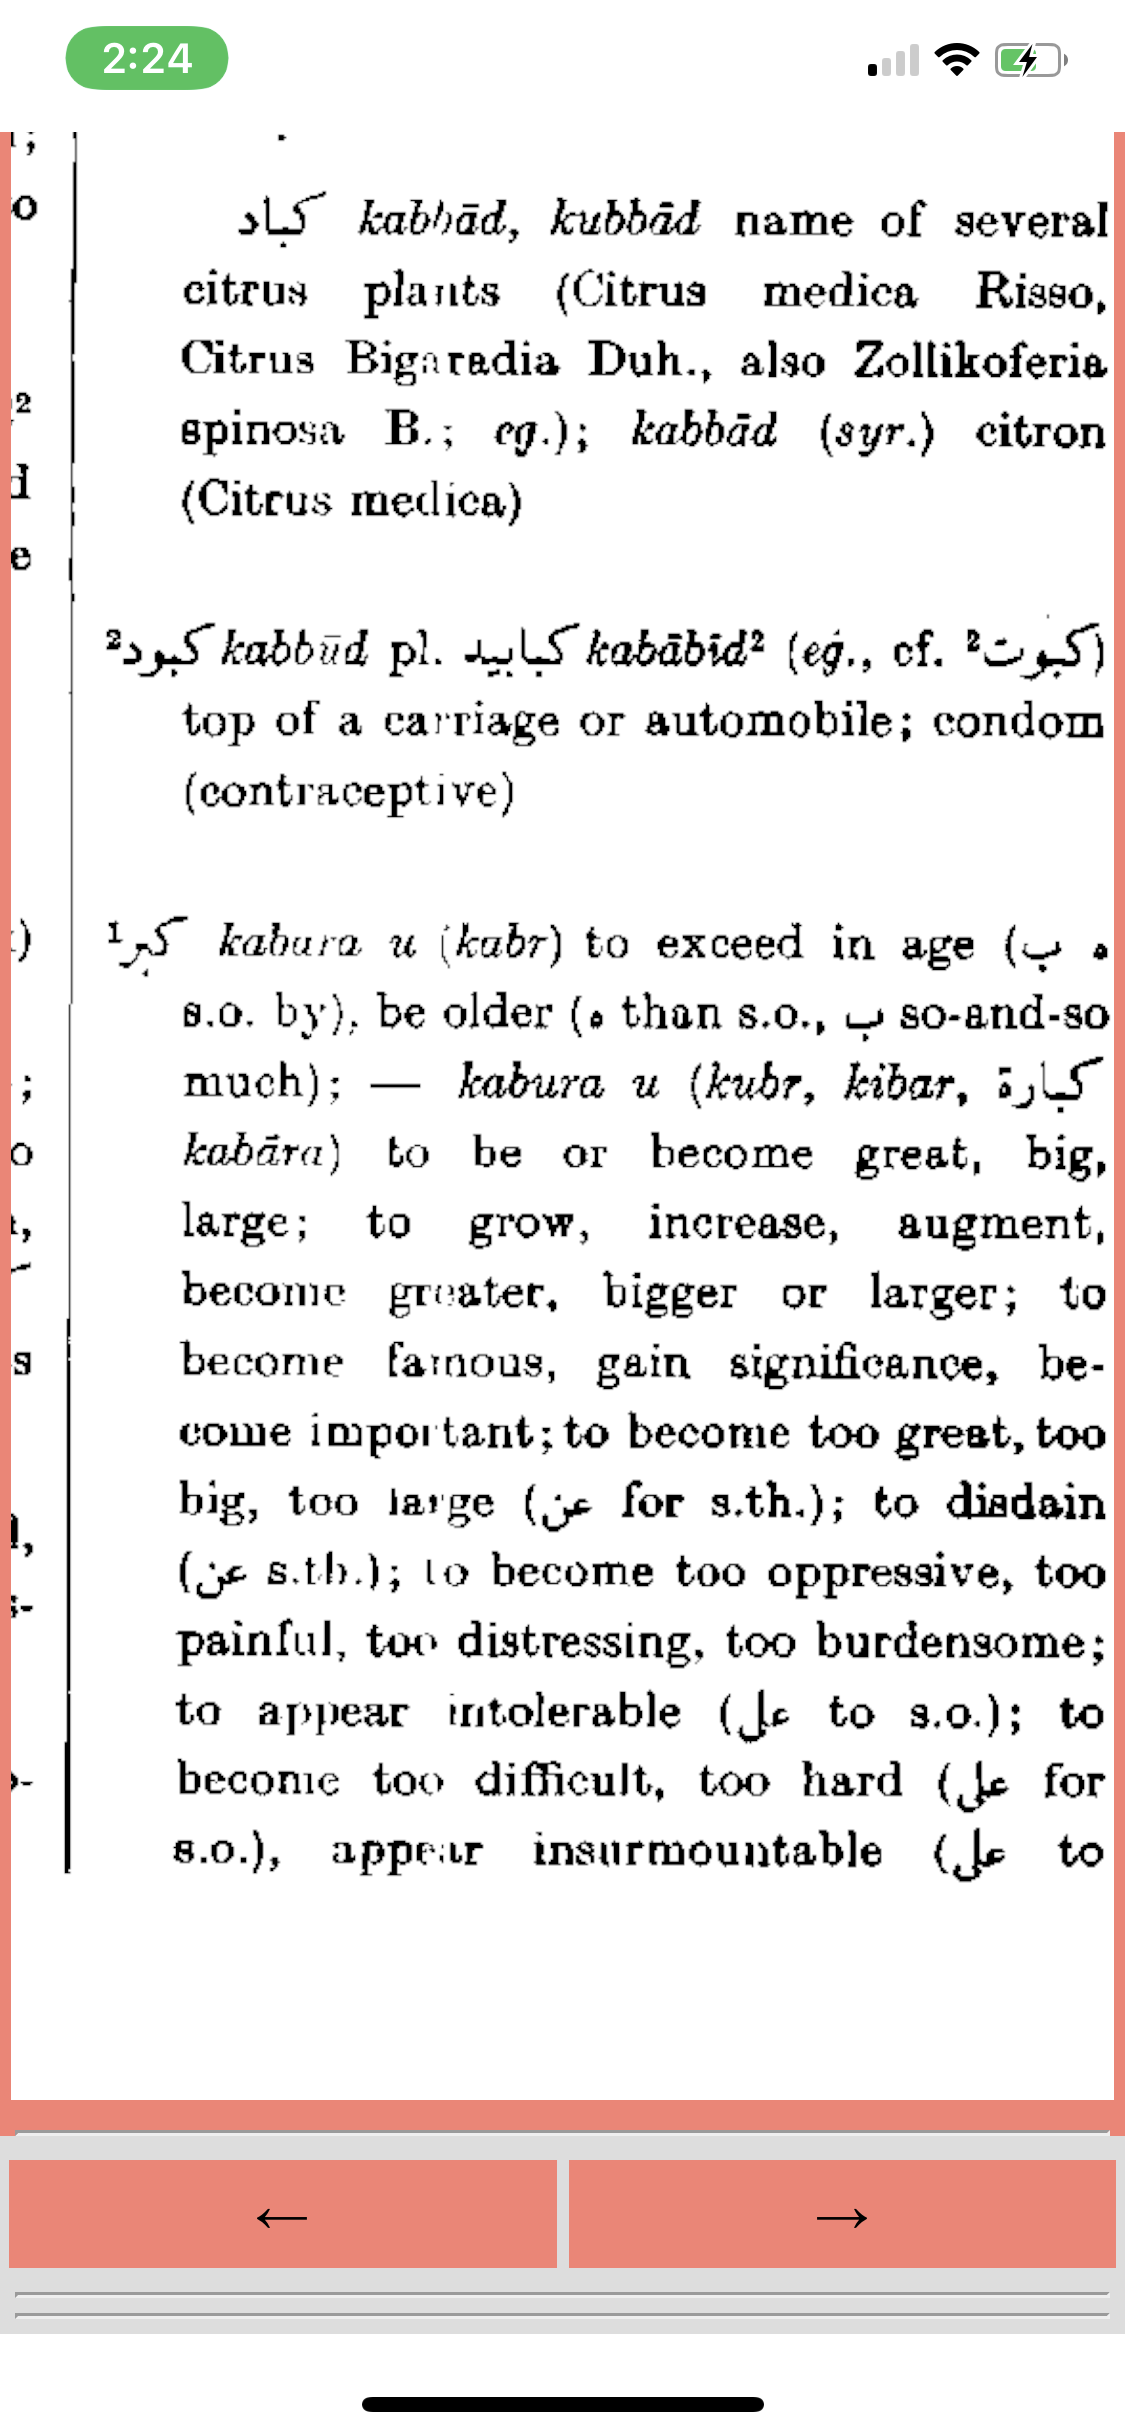 2:24
كباد kabbād, kubbād name of several
citrus plants (Citrus medica Risso,
Citrus Bigaradia Duh., also Zollikoferia
spinosa B.; eg.); kabbād (syr.) citron
(Citrus medica)
²كبود kabbūd pl. كبابيد kabābīd² (eg., cf. ²كبوت)
top of a carriage or automobile; condom
(contraceptive)
¹كبر kabara u (kabr) to exceed in age (ه ب
s.o. by), be older (ه than s.o., ب so-and-so
much); — kabura u (kubr, kibar, كبارة
kabāra) to be or become great, big,
large; to grow, increase, augment,
become greater, bigger or larger; to
become famous, gain significance, be-
come important; to become too great, too
big, too large (عن for s.th.); to disdain
(عن s.th.); to become too oppressive, too
painful, too distressing, too burdensome;
to appear intolerable (على to s.o.); to
become too difficult, too hard (على for
s.o.), appear insurmountable (على to
← →